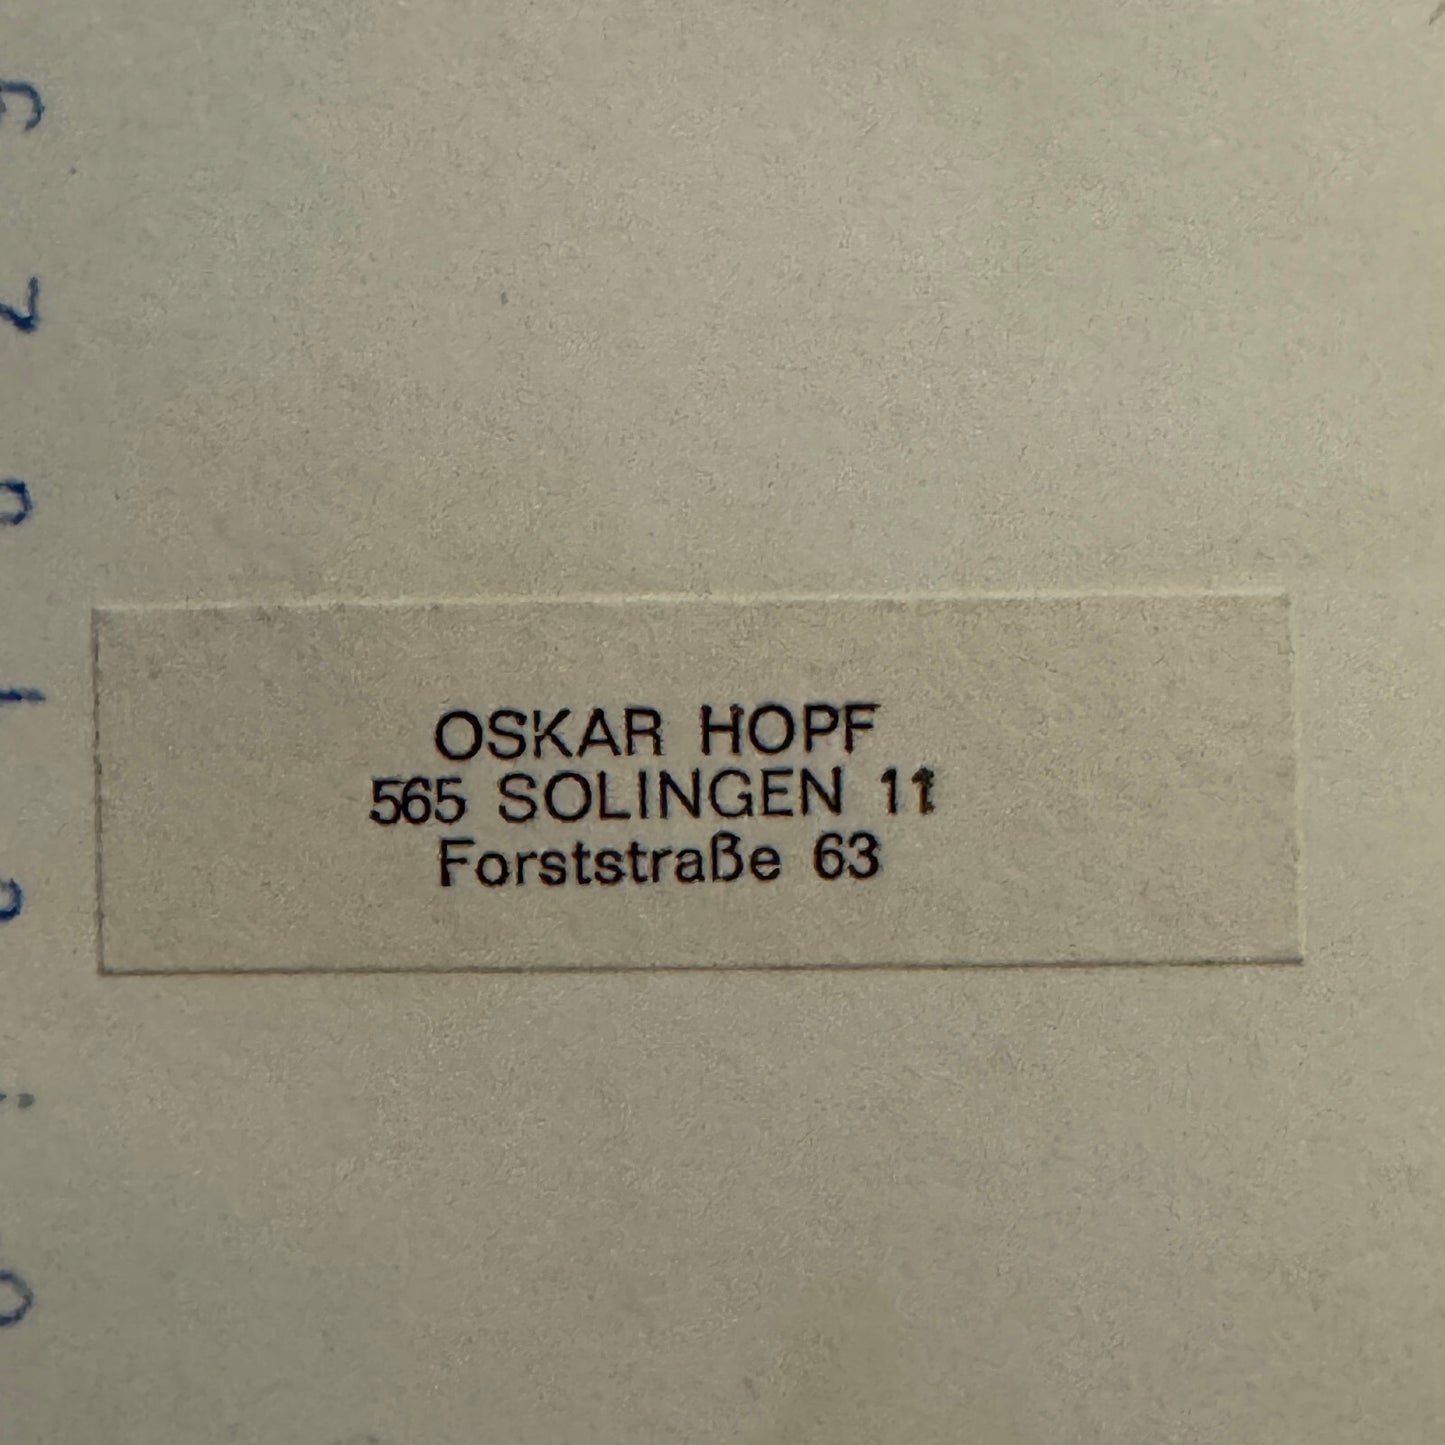 OSKAR HOPF
565 SOLINGEN 11
Forststraße 63